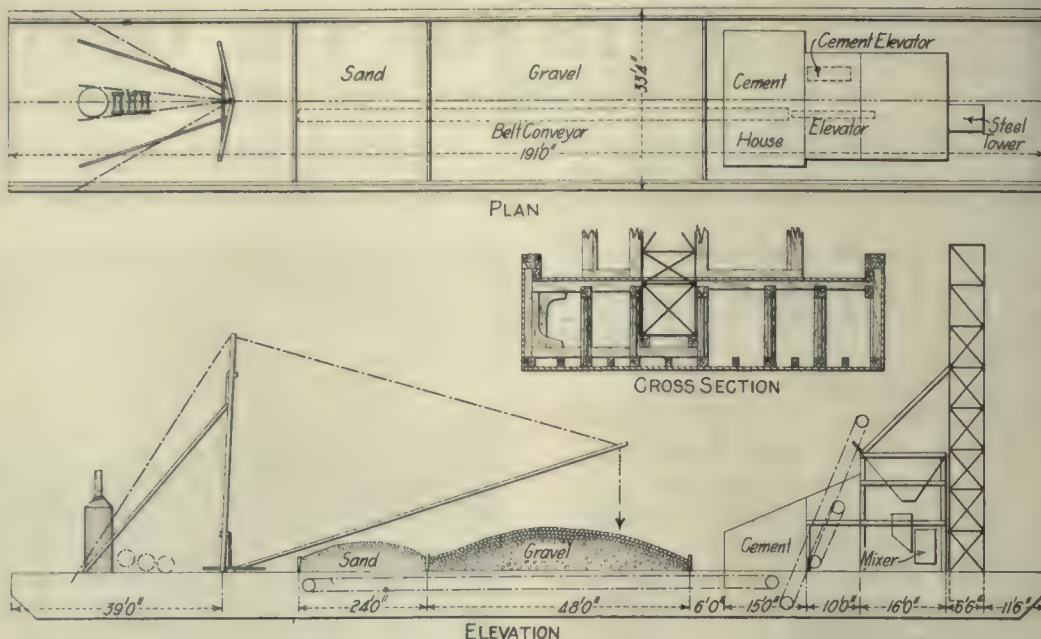 Sand
Gravel
33'4"
Cement
House
Cement Elevator
Elevator
Steel
Tower
Belt Conveyor
191'0"
PLAN
CROSS SECTION
Sand
Gravel
Cement
Mixer
39'0"
24'0"
48'0"
6'0"
15'0"
10'0"
16'0"
6'6"
11'6"
ELEVATION